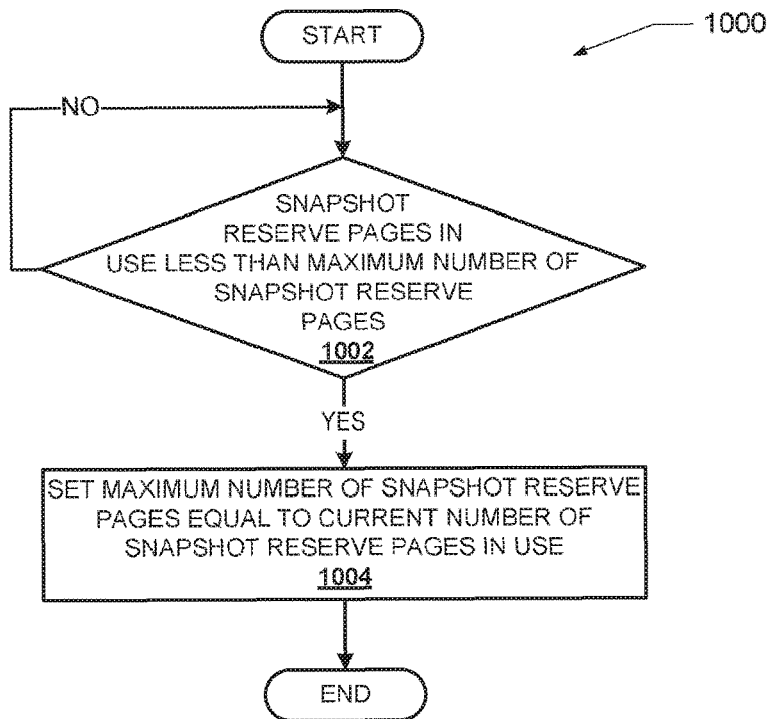 START
1000
NO
SNAPSHOT
RESERVE PAGES IN
USE LESS THAN MAXIMUM NUMBER OF
SNAPSHOT RESERVE
PAGES
1002
YES
SET MAXIMUM NUMBER OF SNAPSHOT RESERVE
PAGES EQUAL TO CURRENT NUMBER OF
SNAPSHOT RESERVE PAGES IN USE
1004
END